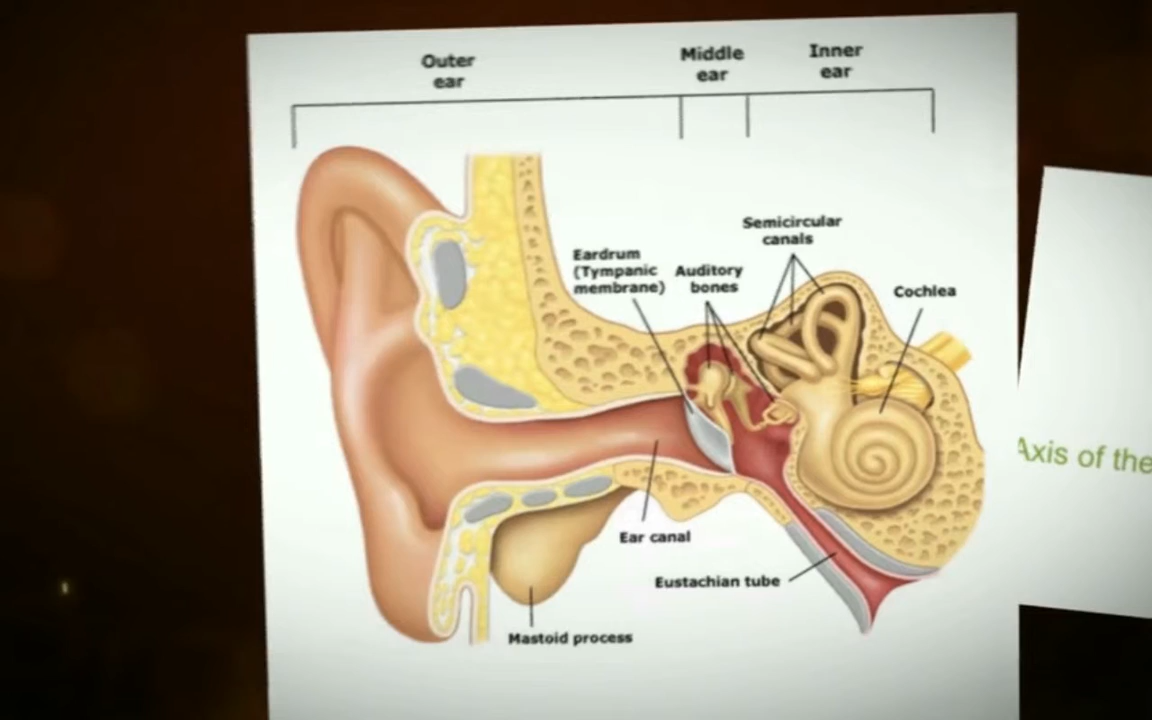 Outer
ear
Middle
ear
Inner
ear
Semicircular
canals
Eardrum
(Tympanic
membrane)
Auditory
bones
Cochlea
Ear canal
Eustachian tube
Mastoid process
Axis of the